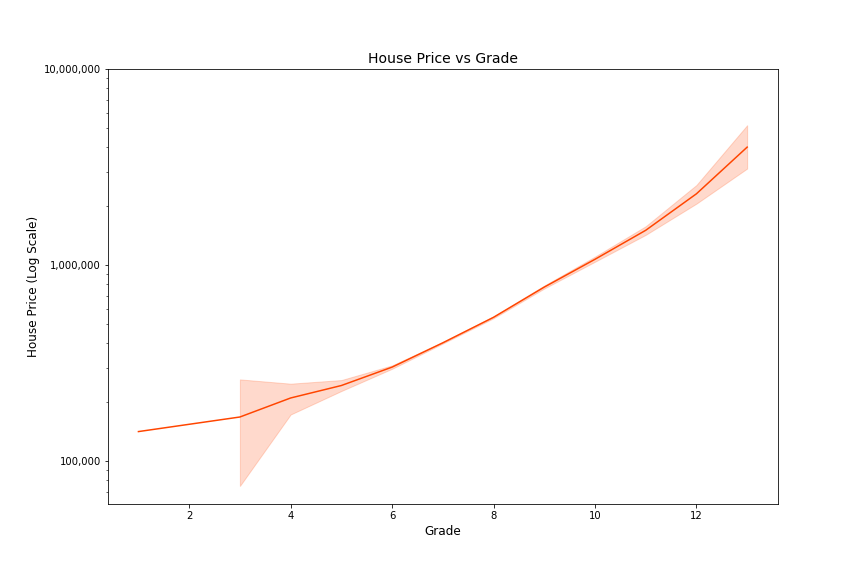 House Price vs Grade
10,000,000
1,000,000
100,000
House Price (Log Scale)
2 4 6 8 10 12
Grade